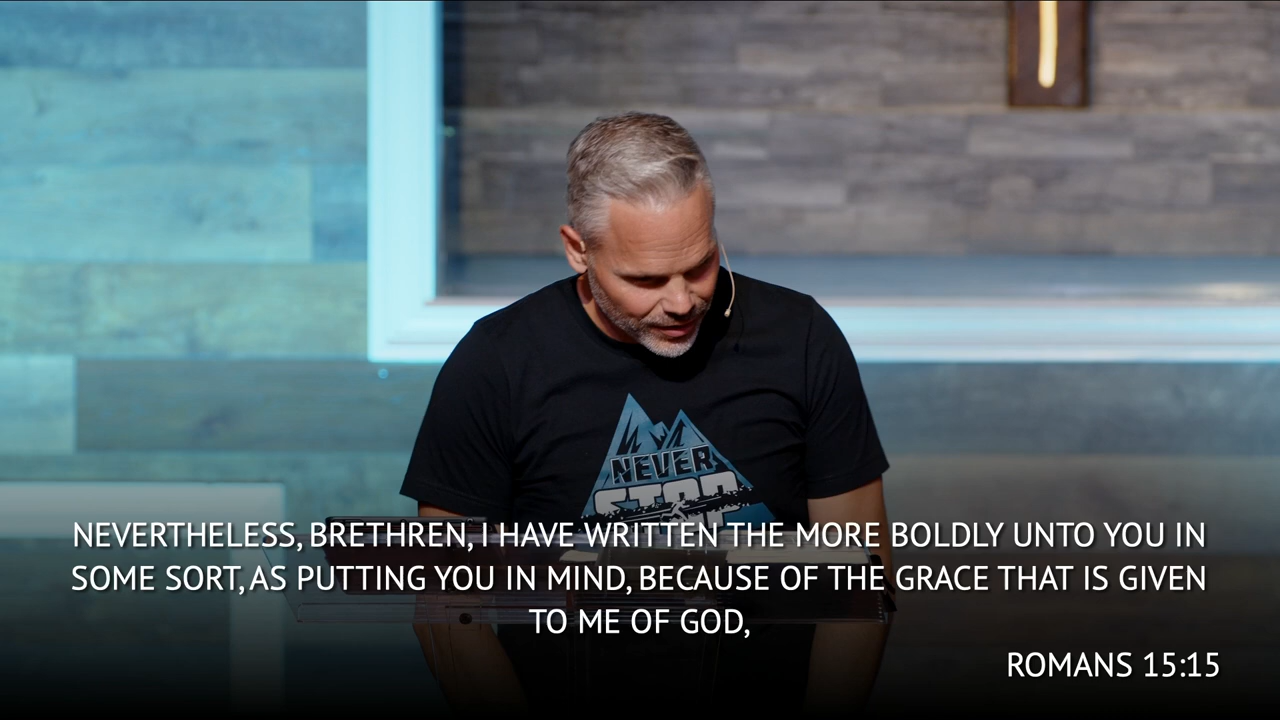 NEVER
STOP
NEVERTHELESS, BRETHREN, I HAVE WRITTEN THE MORE BOLDLY UNTO YOU IN
SOME SORT, AS PUTTING YOU IN MIND, BECAUSE OF THE GRACE THAT IS GIVEN
TO ME OF GOD,
ROMANS 15:15